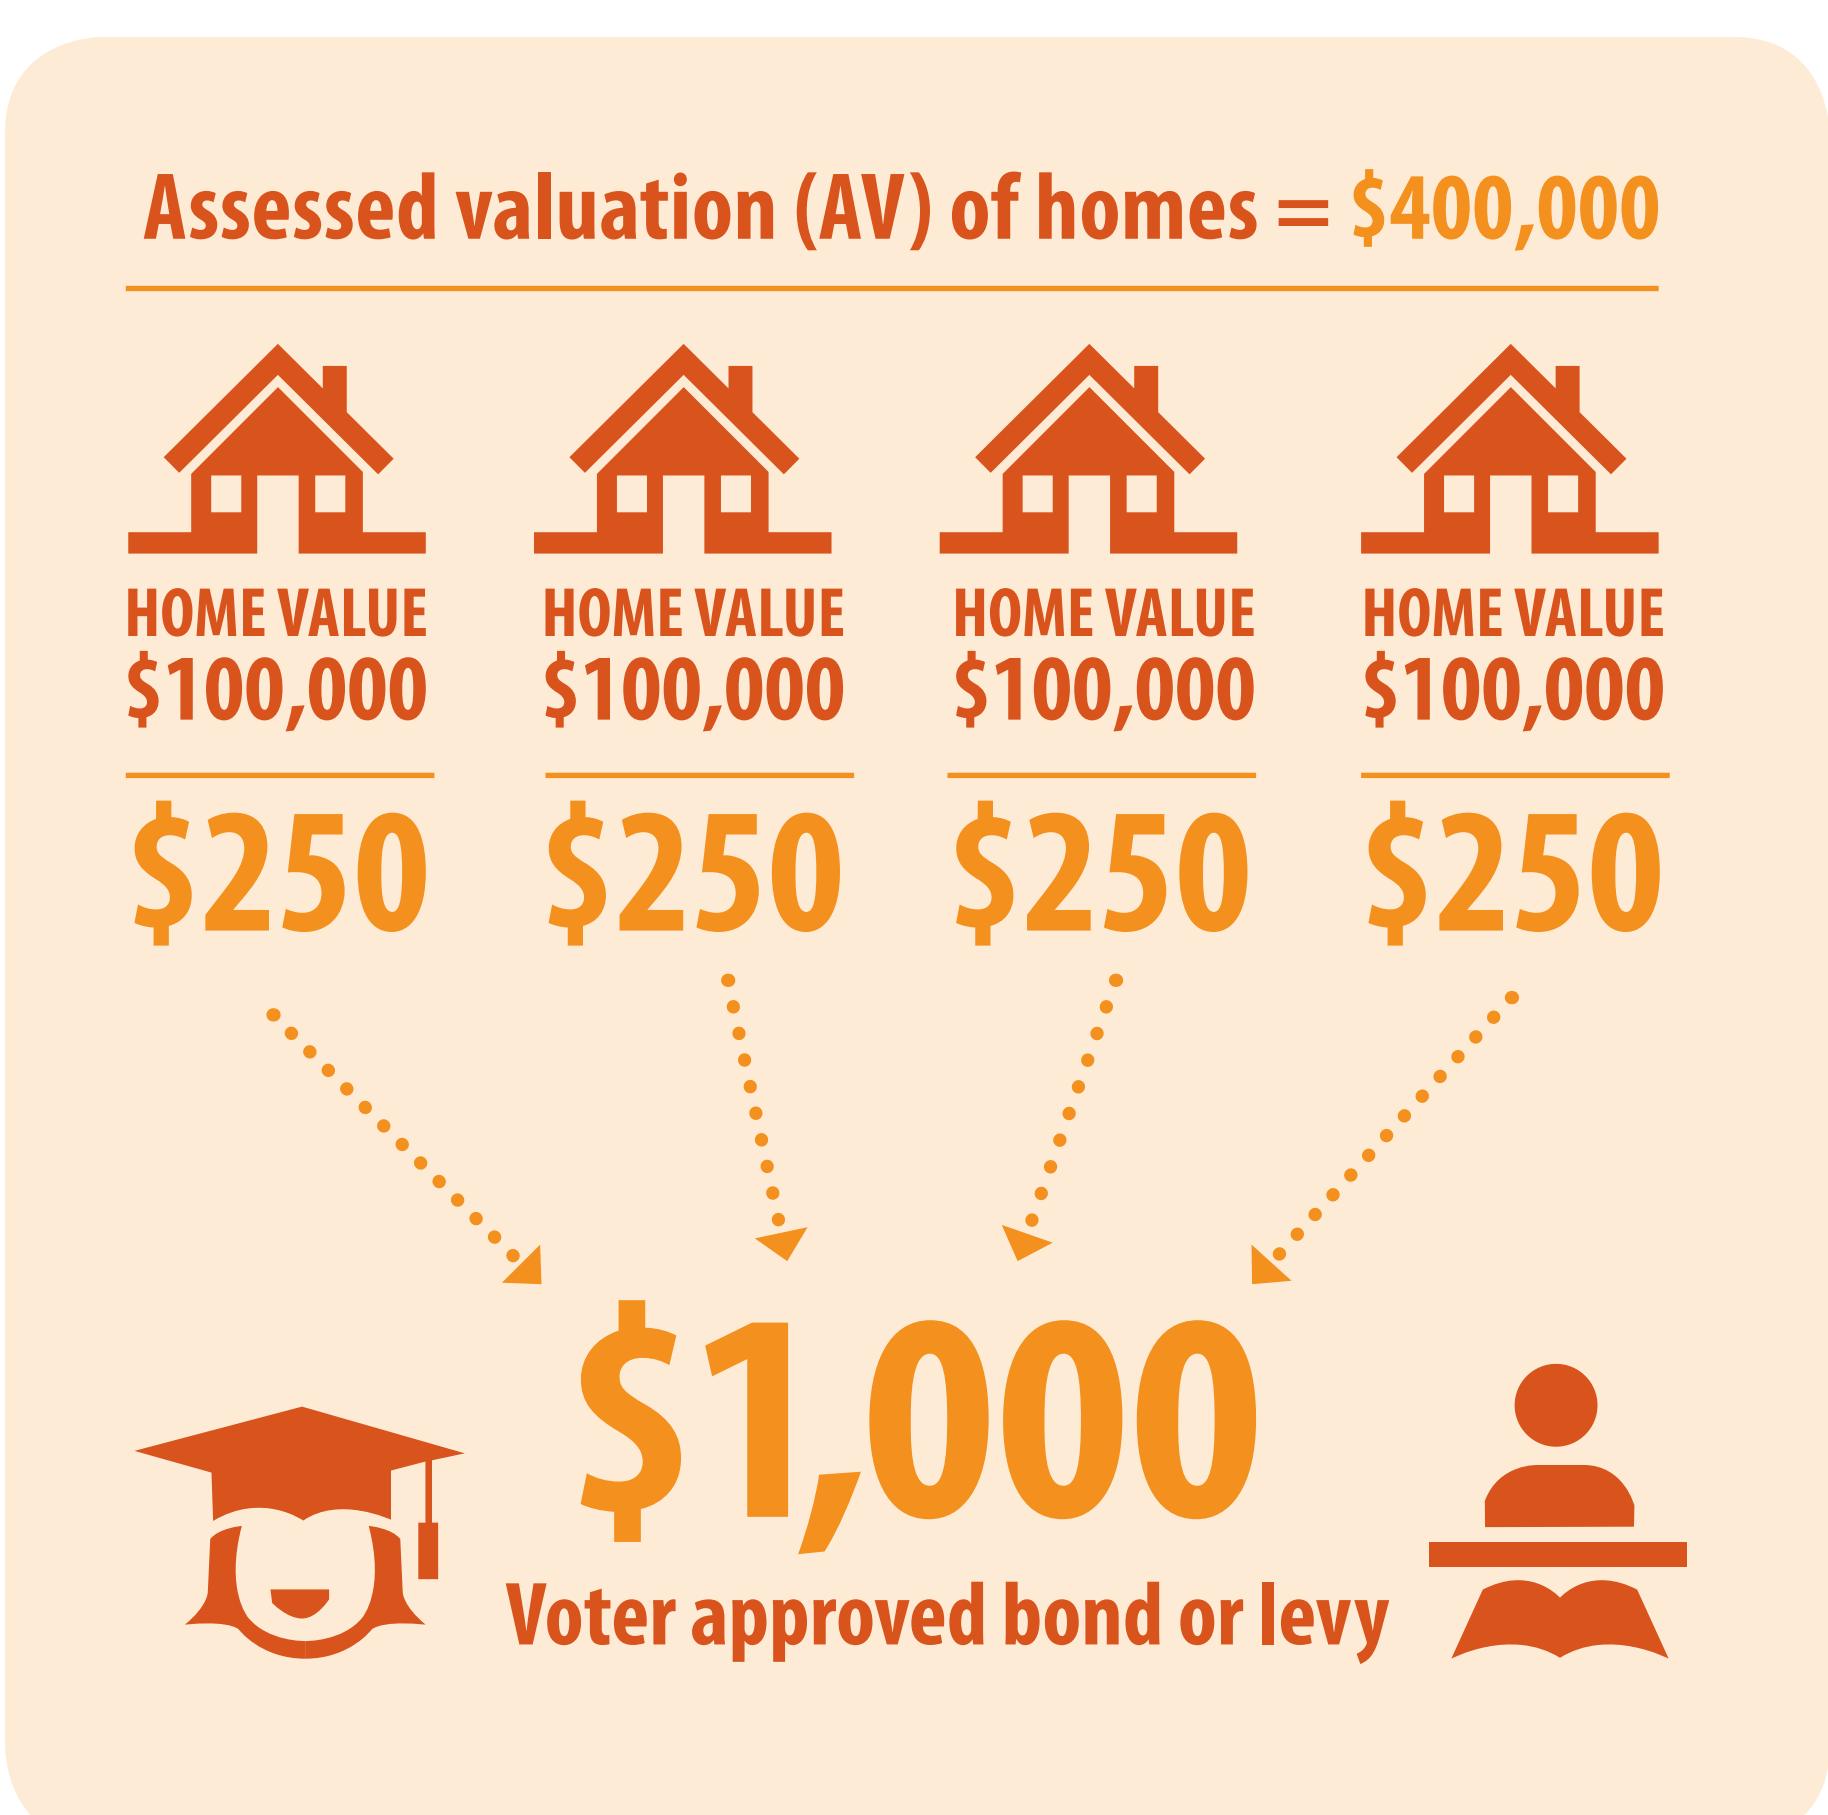 Assessed valuation (AV) of homes = $400,000
HOME VALUE HOME VALUE HOME VALUE HOME VALUE
$100,000 $100,000 $100,000 $100,000
$250 $250 $250 $250
$1,000
Voter approved bond or levy